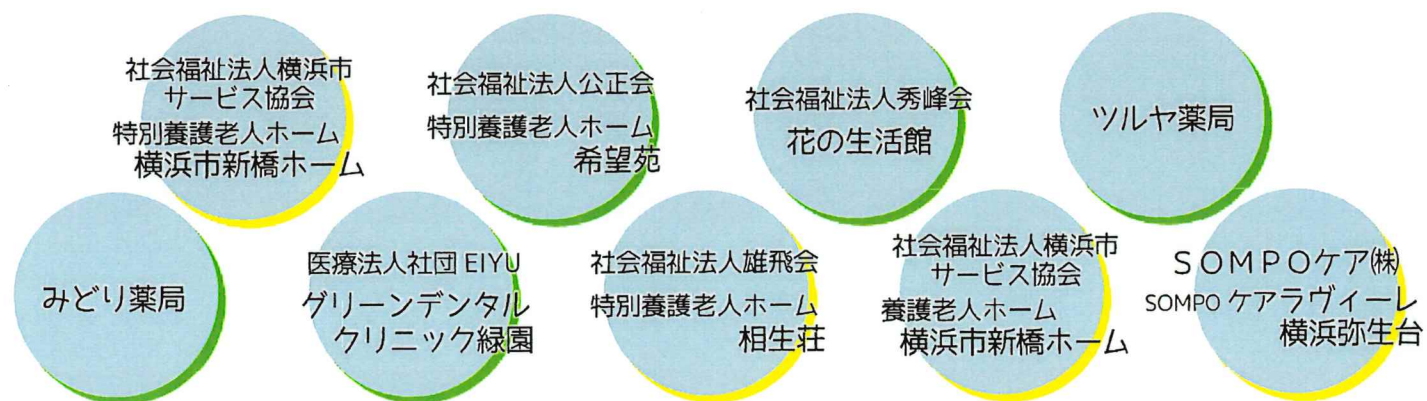 社会福祉法人横浜市
サービス協会
特別養護老人ホーム
横浜市新橋ホーム
社会福祉法人公正会
特別養護老人ホーム
希望苑
社会福祉法人秀峰会
花の生活館
ツルヤ薬局
みどり薬局
医療法人社団 EIYU
グリーンデンタル
クリニック緑園
社会福祉法人雄飛会
特別養護老人ホーム
相生荘
社会福祉法人横浜市
サービス協会
養護老人ホーム
横浜市新橋ホーム
SOMPOケア㈱
SOMPO ケアラヴィーレ
横浜弥生台